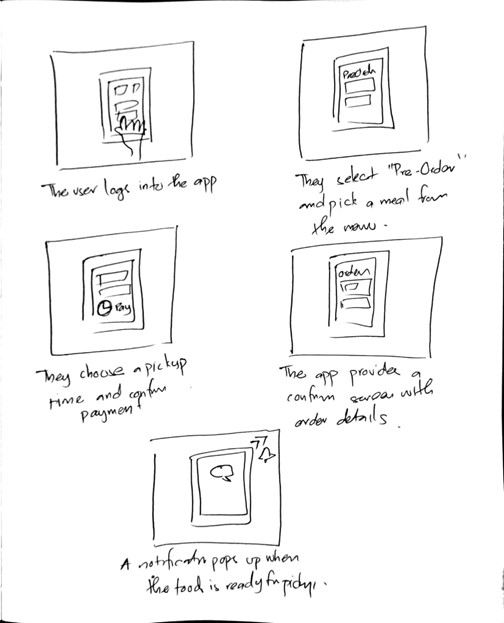 The user logs into the app
Preorder
They select "Pre-Order"
and pick a meal from
the menu.
Pay
They choose a pickup
time and confirm
payment
order
The app provides a
confirm screen with
order details.
A notification pops up when
the food is ready for pickup.